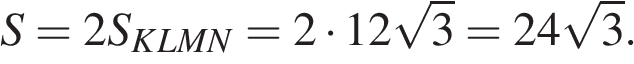 S = 2S_{KLMN} = 2 · 12√3 = 24√3.